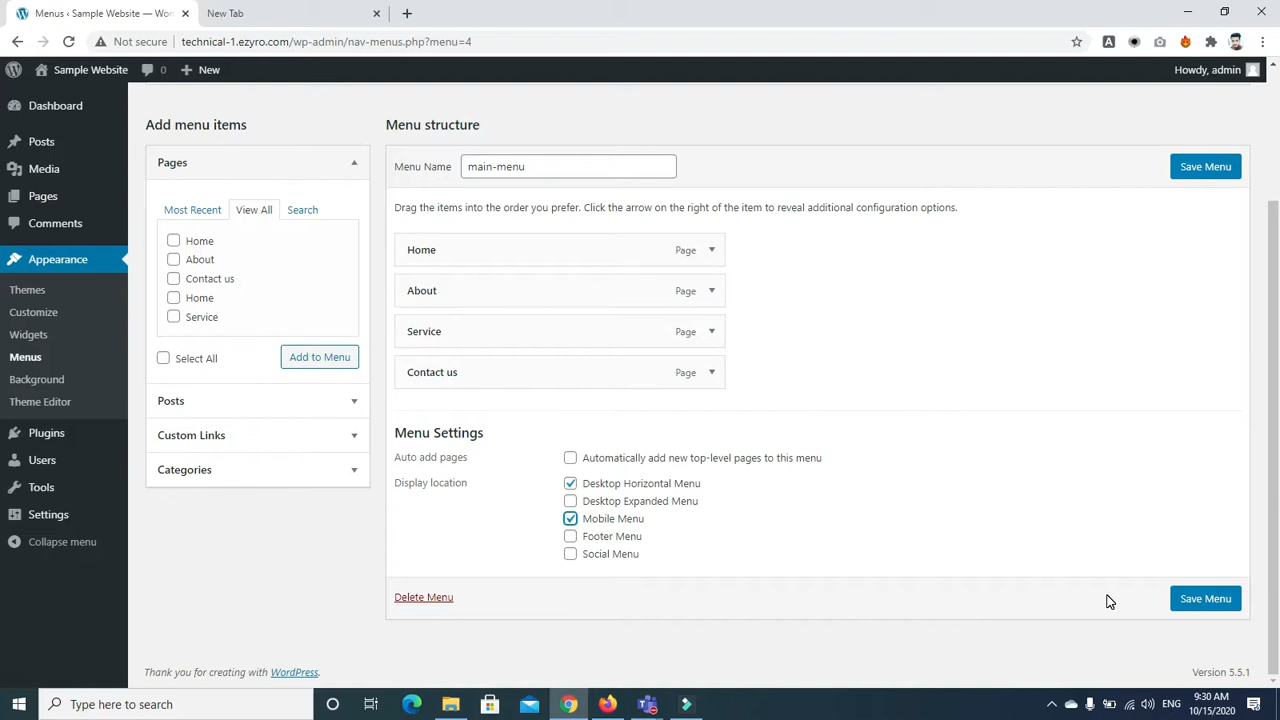 Menus ‹ Sample Website — Wor
New Tab
Not secure
technical-1.ezyro.com/wp-admin/nav-menus.php?menu=4
Sample Website
0
New
Howdy, admin
Dashboard
Posts
Media
Pages
Comments
Appearance
Themes
Customize
Widgets
Menus
Background
Theme Editor
Plugins
Users
Tools
Settings
Collapse menu
Add menu items
Pages
Most Recent
View All
Search
Home
About
Contact us
Home
Service
Select All
Add to Menu
Posts
Custom Links
Categories
Menu structure
Menu Name
main-menu
Save Menu
Drag the items into the order you prefer. Click the arrow on the right of the item to reveal additional configuration options.
Home Page
About Page
Service Page
Contact us Page
Menu Settings
Auto add pages
Automatically add new top-level pages to this menu
Display location
Desktop Horizontal Menu
Desktop Expanded Menu
Mobile Menu
Footer Menu
Social Menu
Delete Menu
Save Menu
Thank you for creating with WordPress.
Version 5.5.1
Type here to search
ENG
9:30 AM
10/15/2020